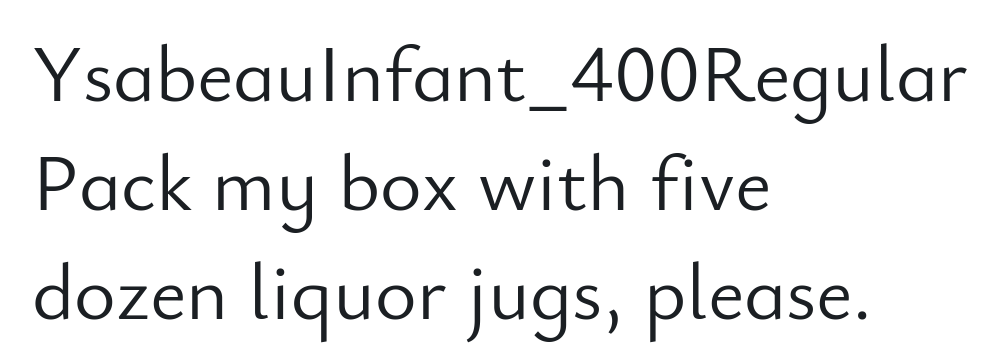 YsabeauInfant_400Regular
Pack my box with five
dozen liquor jugs, please.